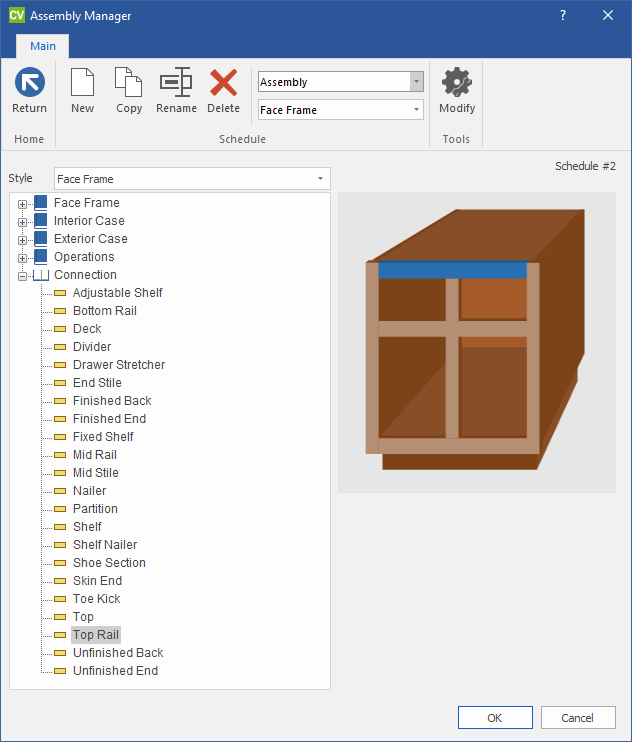 CV Assembly Manager ?
Main
Return
New
Copy
Rename
Delete
Assembly
Face Frame
Modify
Home
Schedule
Tools
Schedule #2
Style
Face Frame
Face Frame
Interior Case
Exterior Case
Operations
Connection
Adjustable Shelf
Bottom Rail
Deck
Divider
Drawer Stretcher
End Stile
Finished Back
Finished End
Fixed Shelf
Mid Rail
Mid Stile
Nailer
Partition
Shelf
Shelf Nailer
Shoe Section
Skin End
Toe Kick
Top
Top Rail
Unfinished Back
Unfinished End
OK
Cancel